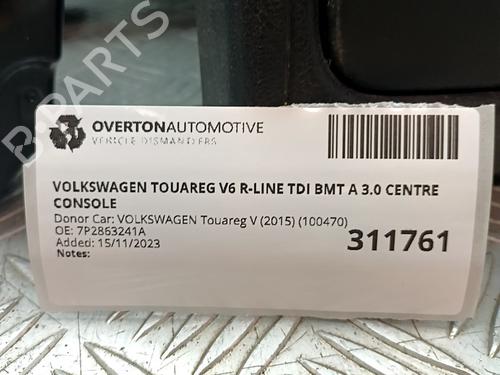 B-PARTS
OVERTONAUTOMOTIVE
VEHICLE DISMANTLERS
VOLKSWAGEN TOUAREG V6 R-LINE TDI BMT A 3.0 CENTRE
CONSOLE
Donor Car: VOLKSWAGEN Touareg V (2015) (100470)
OE: 7P2863241A
Added: 15/11/2023
Notes:
311761